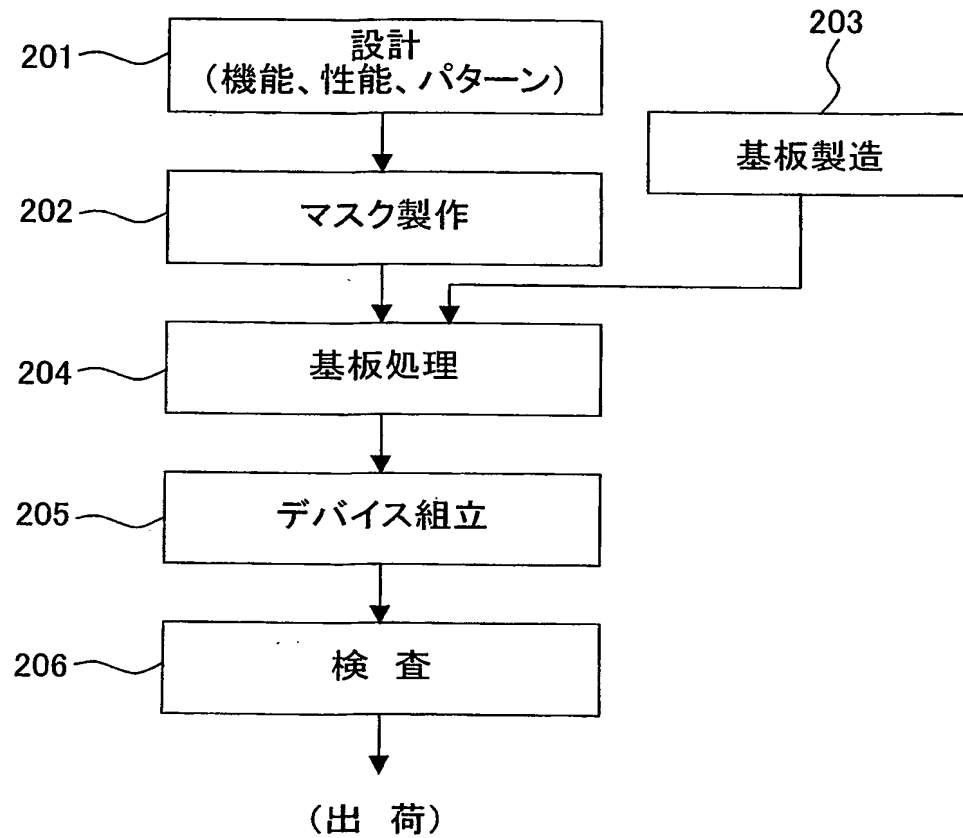 201
設計
(機能、性能、パターン)
203
基板製造
202
マスク製作
204
基板処理
205
デバイス組立
206
検 査
(出 荷)